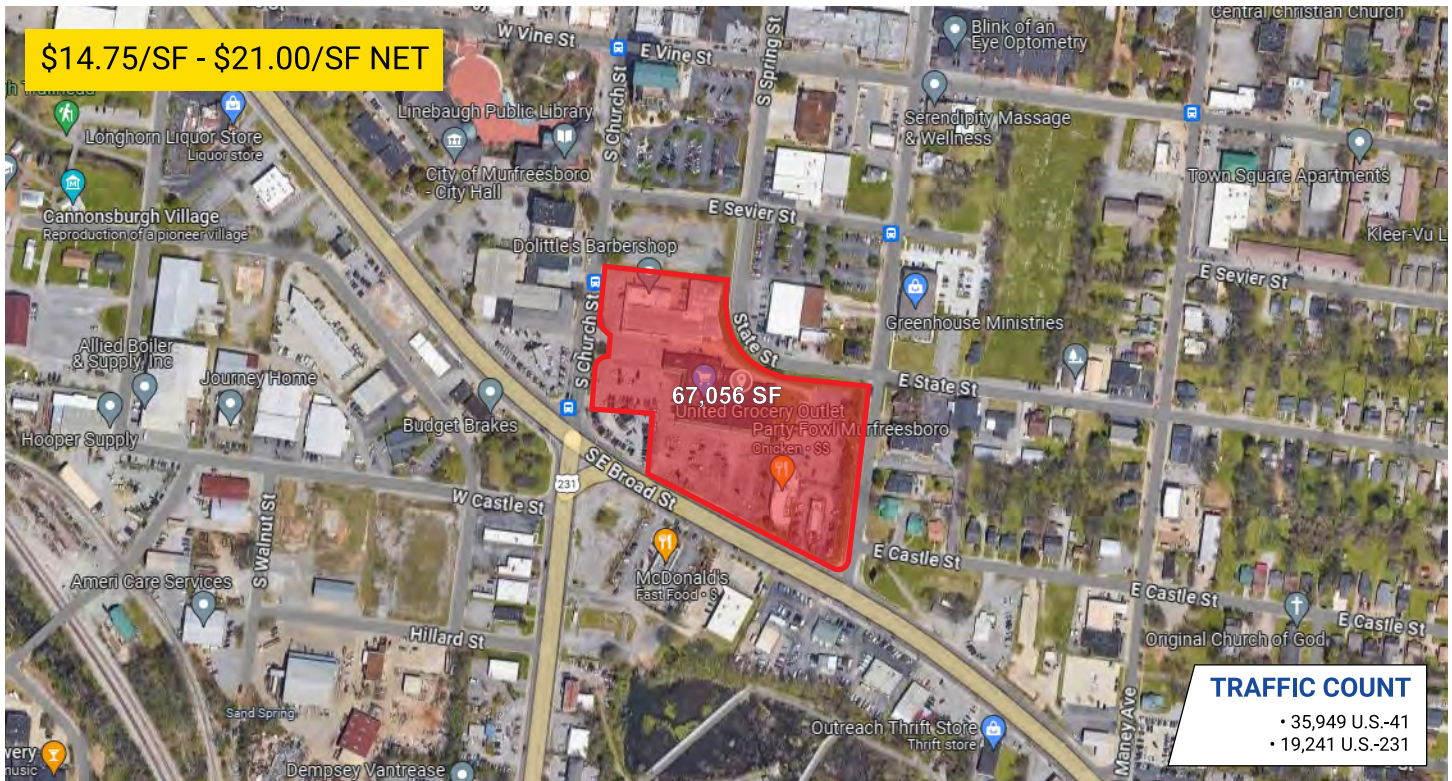 $14.75/SF - $21.00/SF NET
W Vine St
E Vine St
S Church St
S Spring St
Blink of an
Eye Optometry
Central Christian Church
Longhorn Liquor Store
Liquor store
Linebaugh Public Library
City of Murfreesboro
- City Hall
Serendipity Massage
& Wellness
Town Square Apartments
Cannonsburgh Village
Reproduction of a pioneer village
E Sevier St
Kleer-Vu L
Dolittle's Barbershop
E Sevier St
S Church St
State St
Greenhouse Ministries
Allied Boiler
& Supply, Inc
Journey Home
E State St
67,056 SF
United Grocery Outlet
Party Fowl Murfreesboro
Chicken · $$
Hooper Supply
Budget Brakes
SE Broad St
231
W Castle St
S Walnut St
McDonald's
Fast Food · $
E Castle St
E Castle St
E Castle St
Ameri Care Services
Hillard St
Original Church of God
Sand Spring
Outreach Thrift Store
Thrift store
Maney Ave
Dempsey Vantrease
wery
music
TRAFFIC COUNT
• 35,949 U.S.-41
• 19,241 U.S.-231